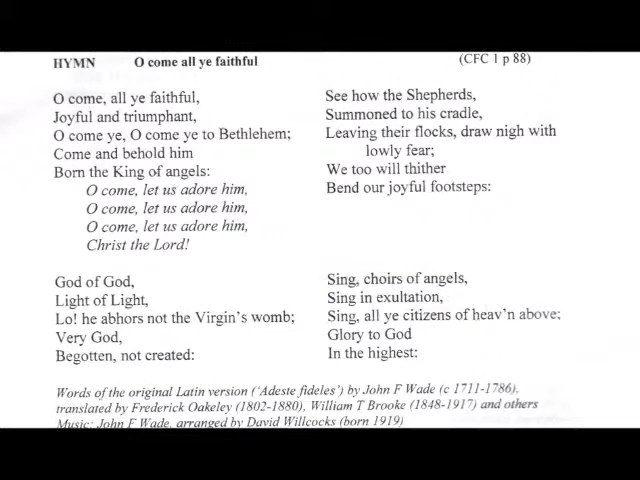 HYMN O come all ye faithful (CFC 1 p 88)
O come, all ye faithful,
Joyful and triumphant,
O come ye, O come ye to Bethlehem;
Come and behold him
Born the King of angels:
O come, let us adore him,
O come, let us adore him,
O come, let us adore him,
Christ the Lord!
See how the Shepherds,
Summoned to his cradle,
Leaving their flocks, draw nigh with
lowly fear;
We too will thither
Bend our joyful footsteps:
God of God,
Light of Light,
Lo! he abhors not the Virgin's womb;
Very God,
Begotten, not created:
Sing, choirs of angels,
Sing in exultation,
Sing, all ye citizens of heav'n above;
Glory to God
In the highest:
Words of the original Latin version ('Adeste fideles') by John F Wade (c 1711-1786),
translated by Frederick Oakeley (1802-1880), William T Brooke (1848-1917) and others
Music: John F Wade, arranged by David Willcocks (born 1919)